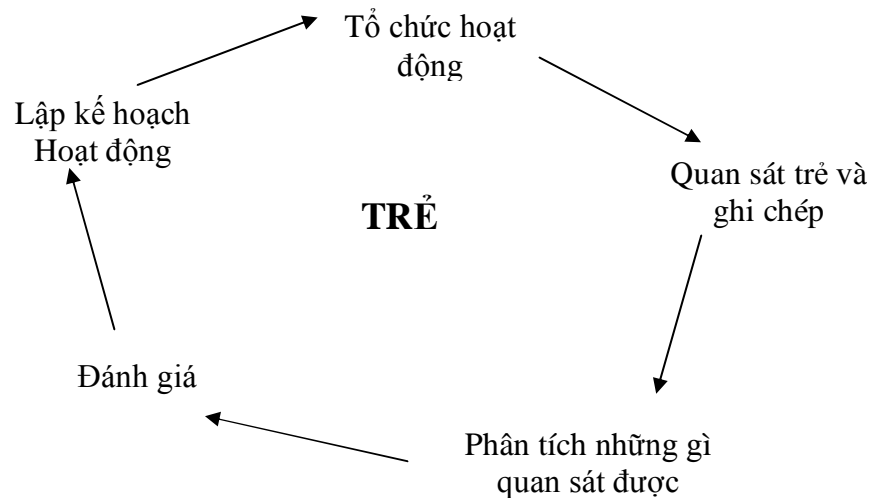 Tổ chức hoạt
động
Lập kế hoạch
Hoạt động
Quan sát trẻ và
ghi chép
TRẺ
Đánh giá
Phân tích những gì
quan sát được